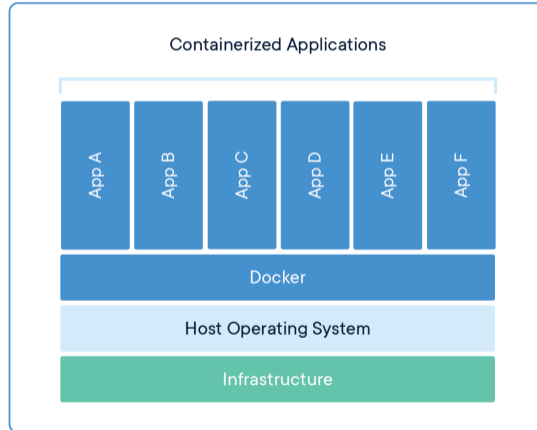 Containerized Applications
App A
App B
App C
App D
App E
App F
Docker
Host Operating System
Infrastructure